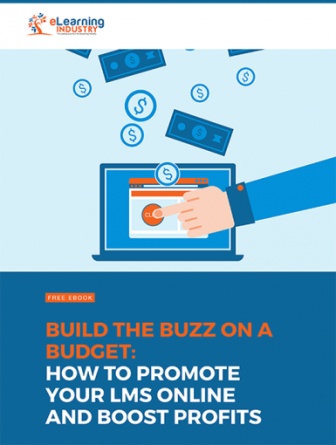 eLearning
INDUSTRY
FREE EBOOK
BUILD THE BUZZ ON A
BUDGET:
HOW TO PROMOTE
YOUR LMS ONLINE
AND BOOST PROFITS